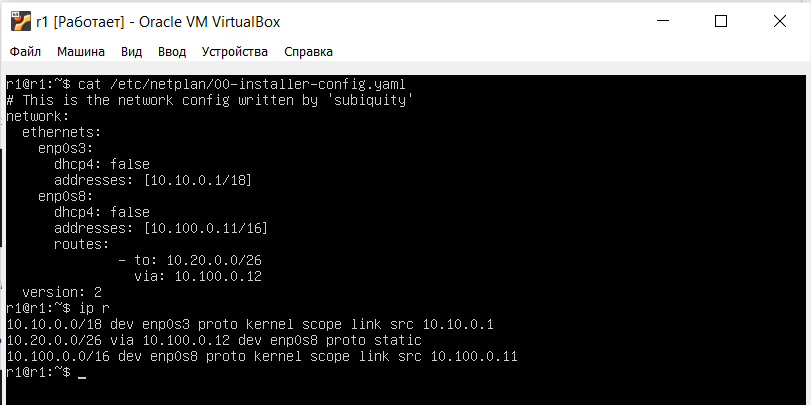 r1 [Работает] - Oracle VM VirtualBox
Файл Машина Вид Ввод Устройства Справка
r1@r1:~$ cat /etc/netplan/00-installer-config.yaml
# This is the network config written by 'subiquity'
network:
  ethernets:
    enp0s3:
      dhcp4: false
      addresses: [10.10.0.1/18]
    enp0s8:
      dhcp4: false
      addresses: [10.100.0.11/16]
      routes:
              - to: 10.20.0.0/26
                via: 10.100.0.12
  version: 2
r1@r1:~$ ip r
10.10.0.0/18 dev enp0s3 proto kernel scope link src 10.10.0.1
10.20.0.0/26 via 10.100.0.12 dev enp0s8 proto static
10.100.0.0/16 dev enp0s8 proto kernel scope link src 10.100.0.11
r1@r1:~$ _